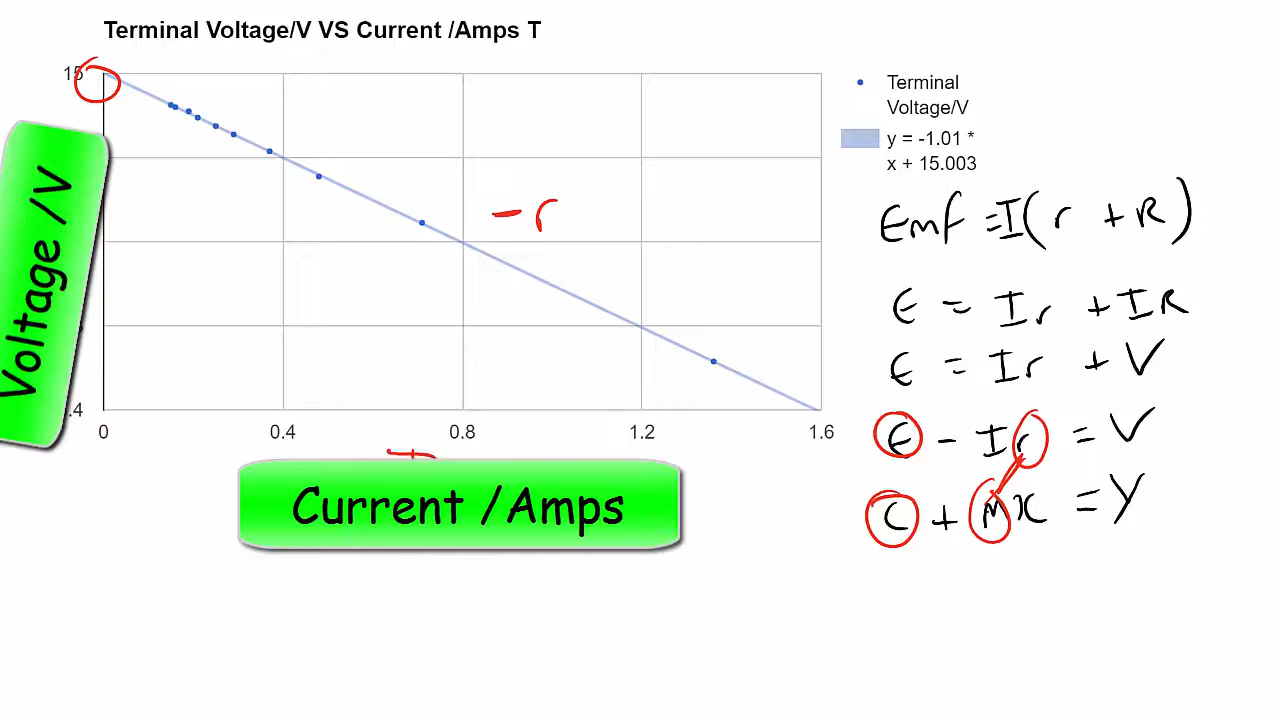 Terminal Voltage/V VS Current /Amps T
15
Voltage /V
.4
0 0.4 0.8 1.2 1.6
Current /Amps
- r
Terminal
Voltage/V
y = -1.01 *
x + 15.003
Emf = I(r + R)
ε = Ir + IR
ε = Ir + V
ε - Ir = V
C + Mx = Y